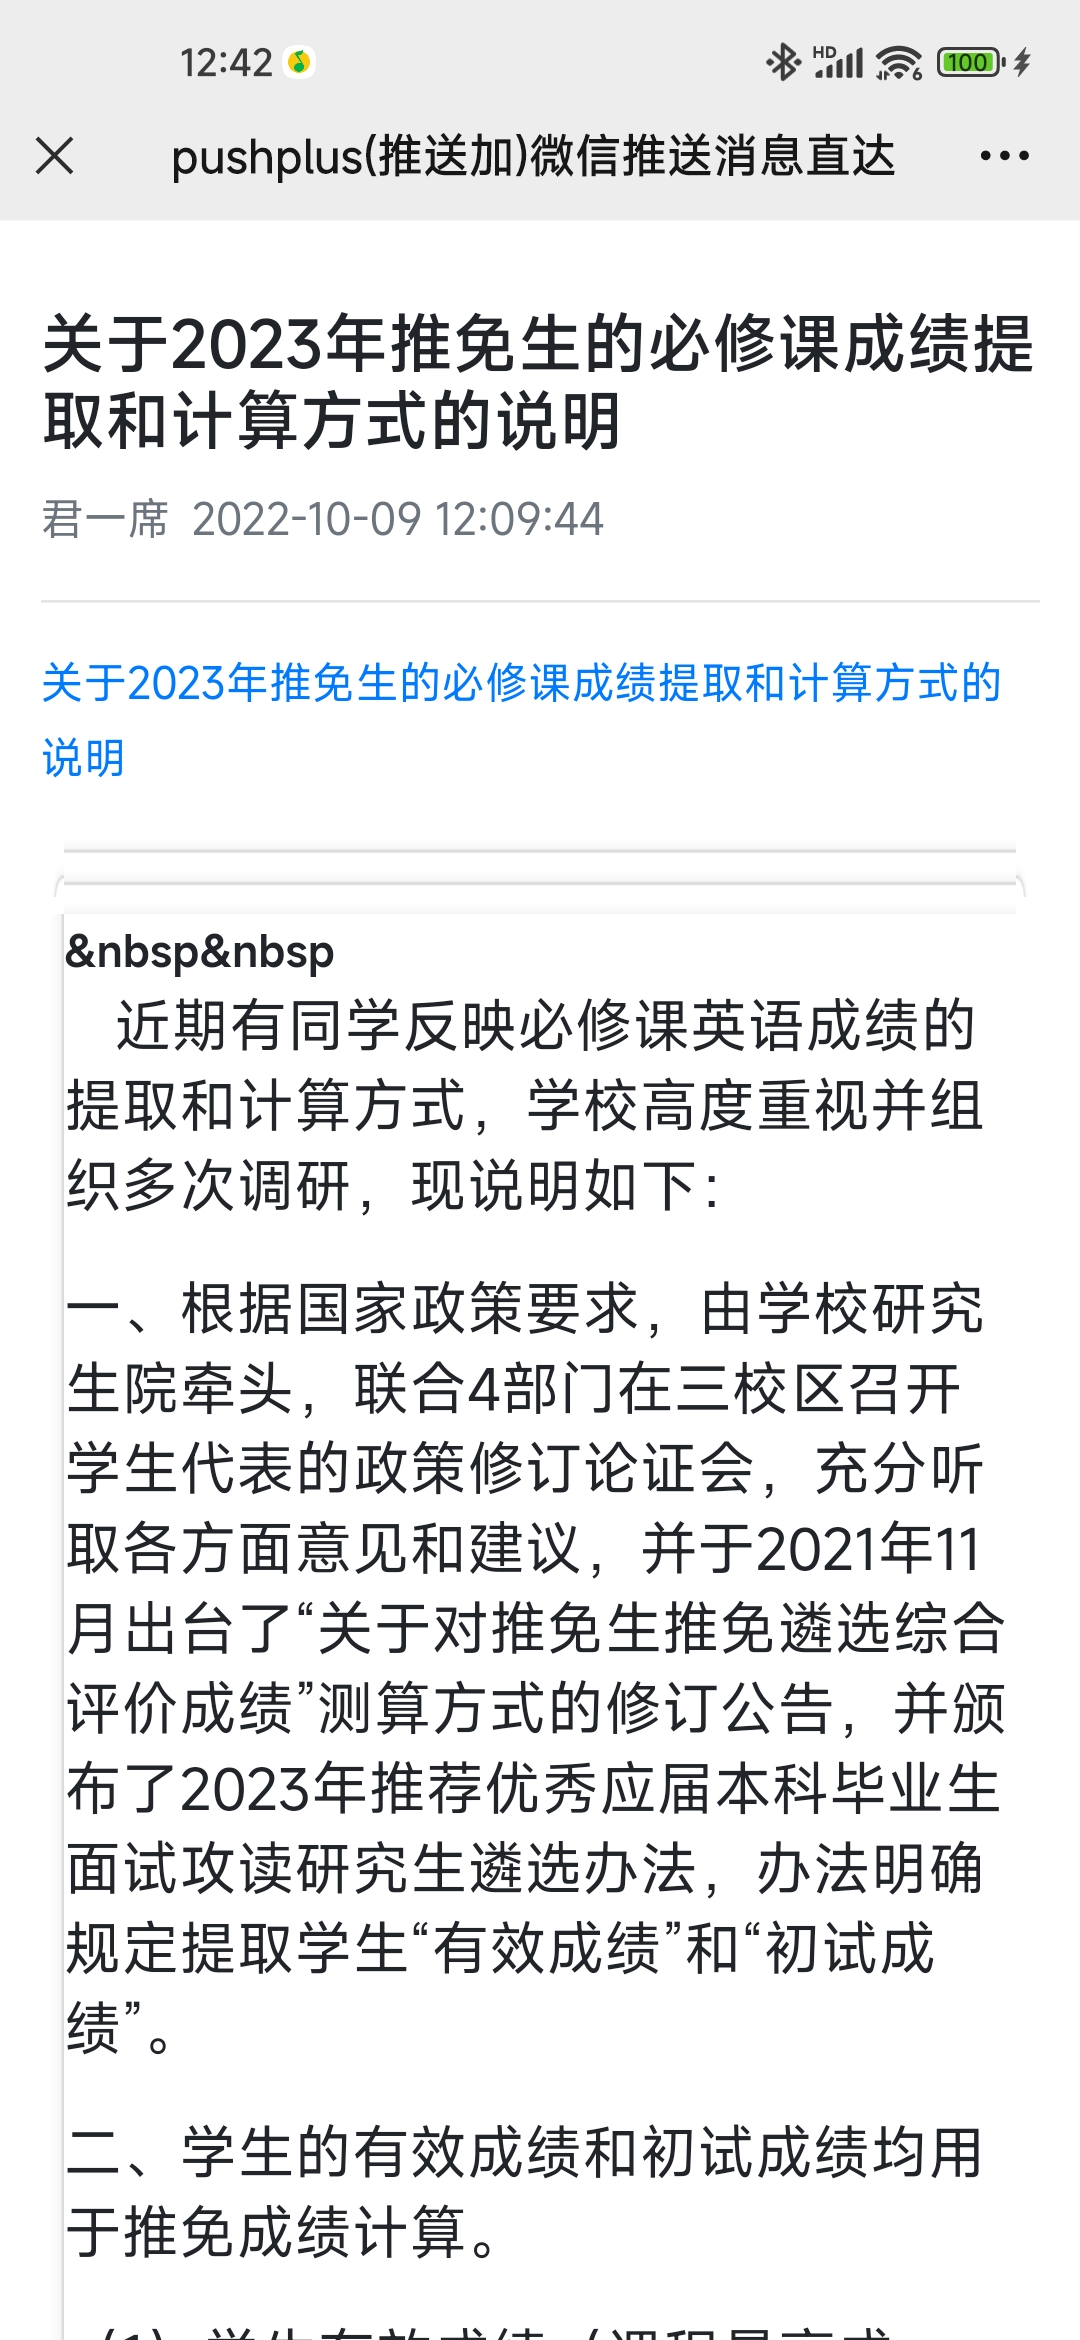 12:42
HD
6
100
pushplus(推送加)微信推送消息直达
关于2023年推免生的必修课成绩提
取和计算方式的说明
君一席 2022-10-09 12:09:44
关于2023年推免生的必修课成绩提取和计算方式的
说明
&nbsp&nbsp
近期有同学反映必修课英语成绩的
提取和计算方式，学校高度重视并组
织多次调研，现说明如下：
一、根据国家政策要求，由学校研究
生院牵头，联合4部门在三校区召开
学生代表的政策修订论证会，充分听
取各方面意见和建议，并于2021年11
月出台了“关于对推免生推免遴选综合
评价成绩”测算方式的修订公告，并颁
布了2023年推荐优秀应届本科毕业生
面试攻读研究生遴选办法，办法明确
规定提取学生“有效成绩”和“初试成
绩”。
二、学生的有效成绩和初试成绩均用
于推免成绩计算。
（1）学生有效成绩（课程最高成